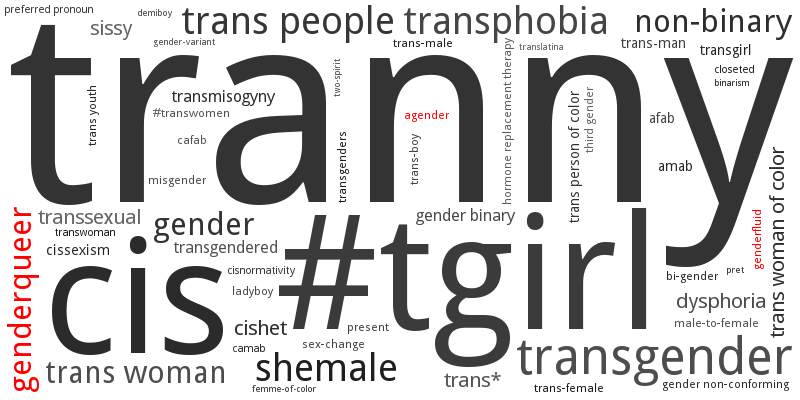 preferred pronoun
demiboy
sissy
trans people
transphobia
non-binary
gender-variant
trans-male
translatina
trans-man
transgirl
tranny
two-spirit
closeted
binarism
hormone replacement therapy
trans youth
transmisogyny
#transwomen
agender
trans person of color
third gender
afab
cafab
transgenders
trans-boy
amab
misgender
trans woman of color
genderqueer
transsexual
transwoman
gender
gender binary
genderfluid
cissexism
transgendered
cis
#tgirl
cisnormativity
bi-gender
pret
ladyboy
dysphoria
cishet
present
male-to-female
camab
sex-change
transgender
trans woman
shemale
trans*
femme-of-color
trans-female
gender non-conforming